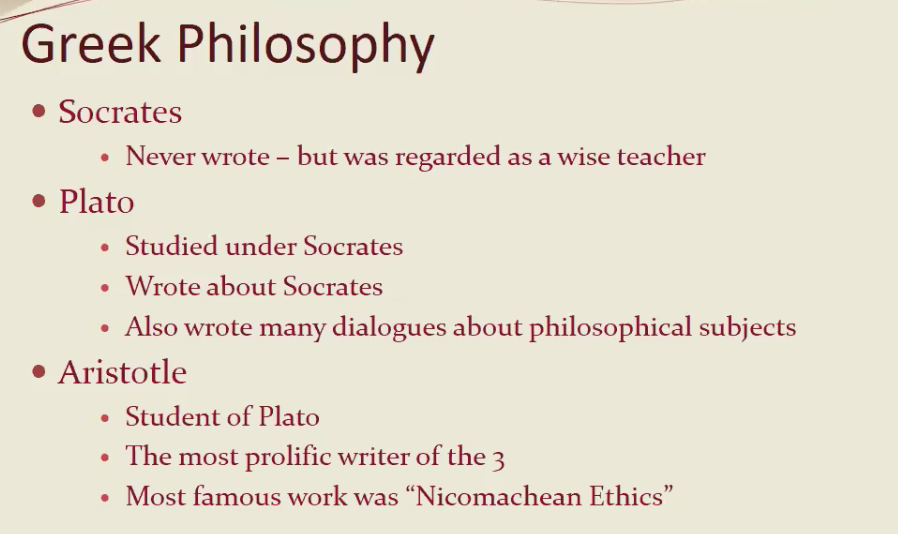 Greek Philosophy
• Socrates
• Never wrote – but was regarded as a wise teacher
• Plato
• Studied under Socrates
• Wrote about Socrates
• Also wrote many dialogues about philosophical subjects
• Aristotle
• Student of Plato
• The most prolific writer of the 3
• Most famous work was “Nicomachean Ethics”